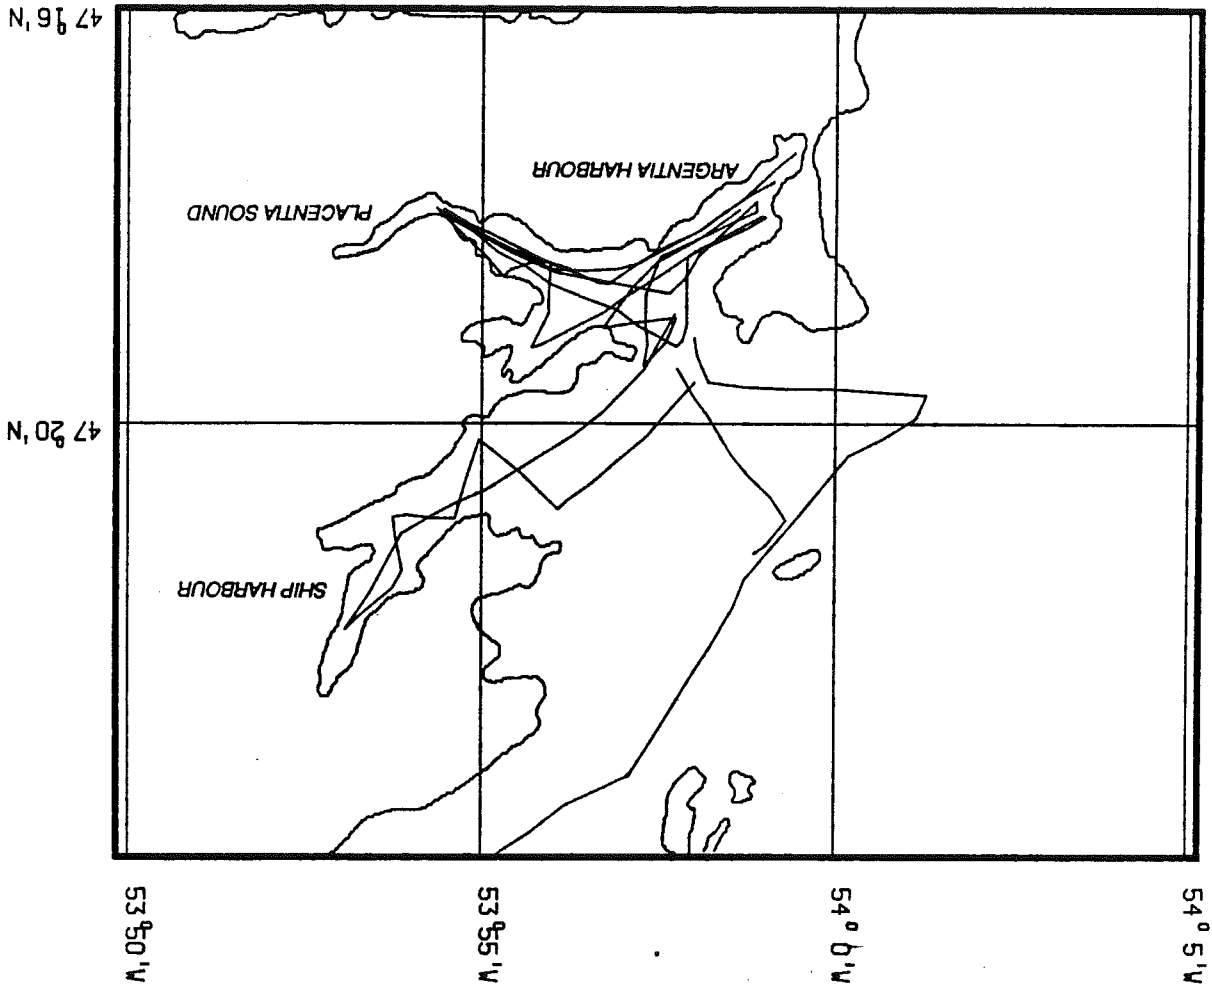 54° 5'W
54° 0'W
53°55'W
53°50'W
SHIP HARBOUR
47°20'N
PLACENTIA SOUND
ARGENTIA HARBOUR
47°16'N